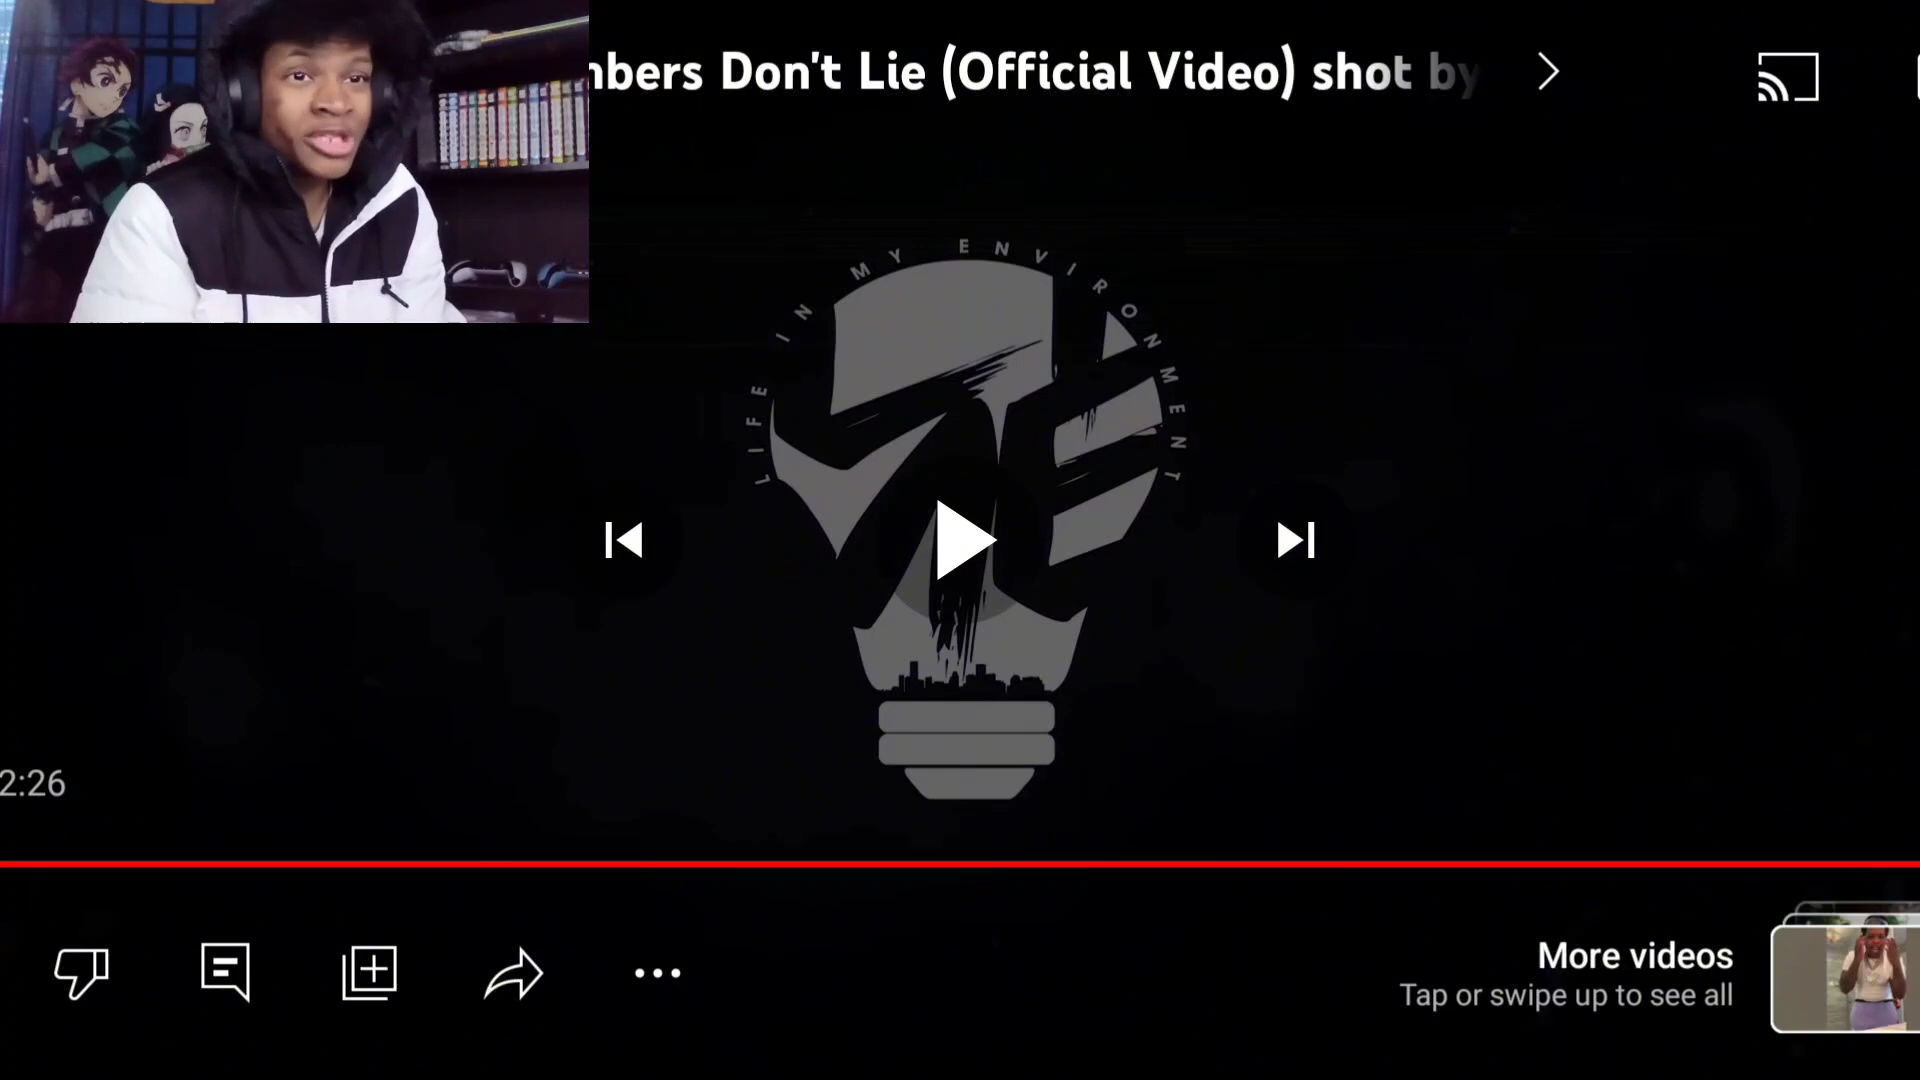 Don't Lie (Official Video) shot by
LIFE IN MY ENVIRONMENT
2:26
More videos
Tap or swipe up to see all